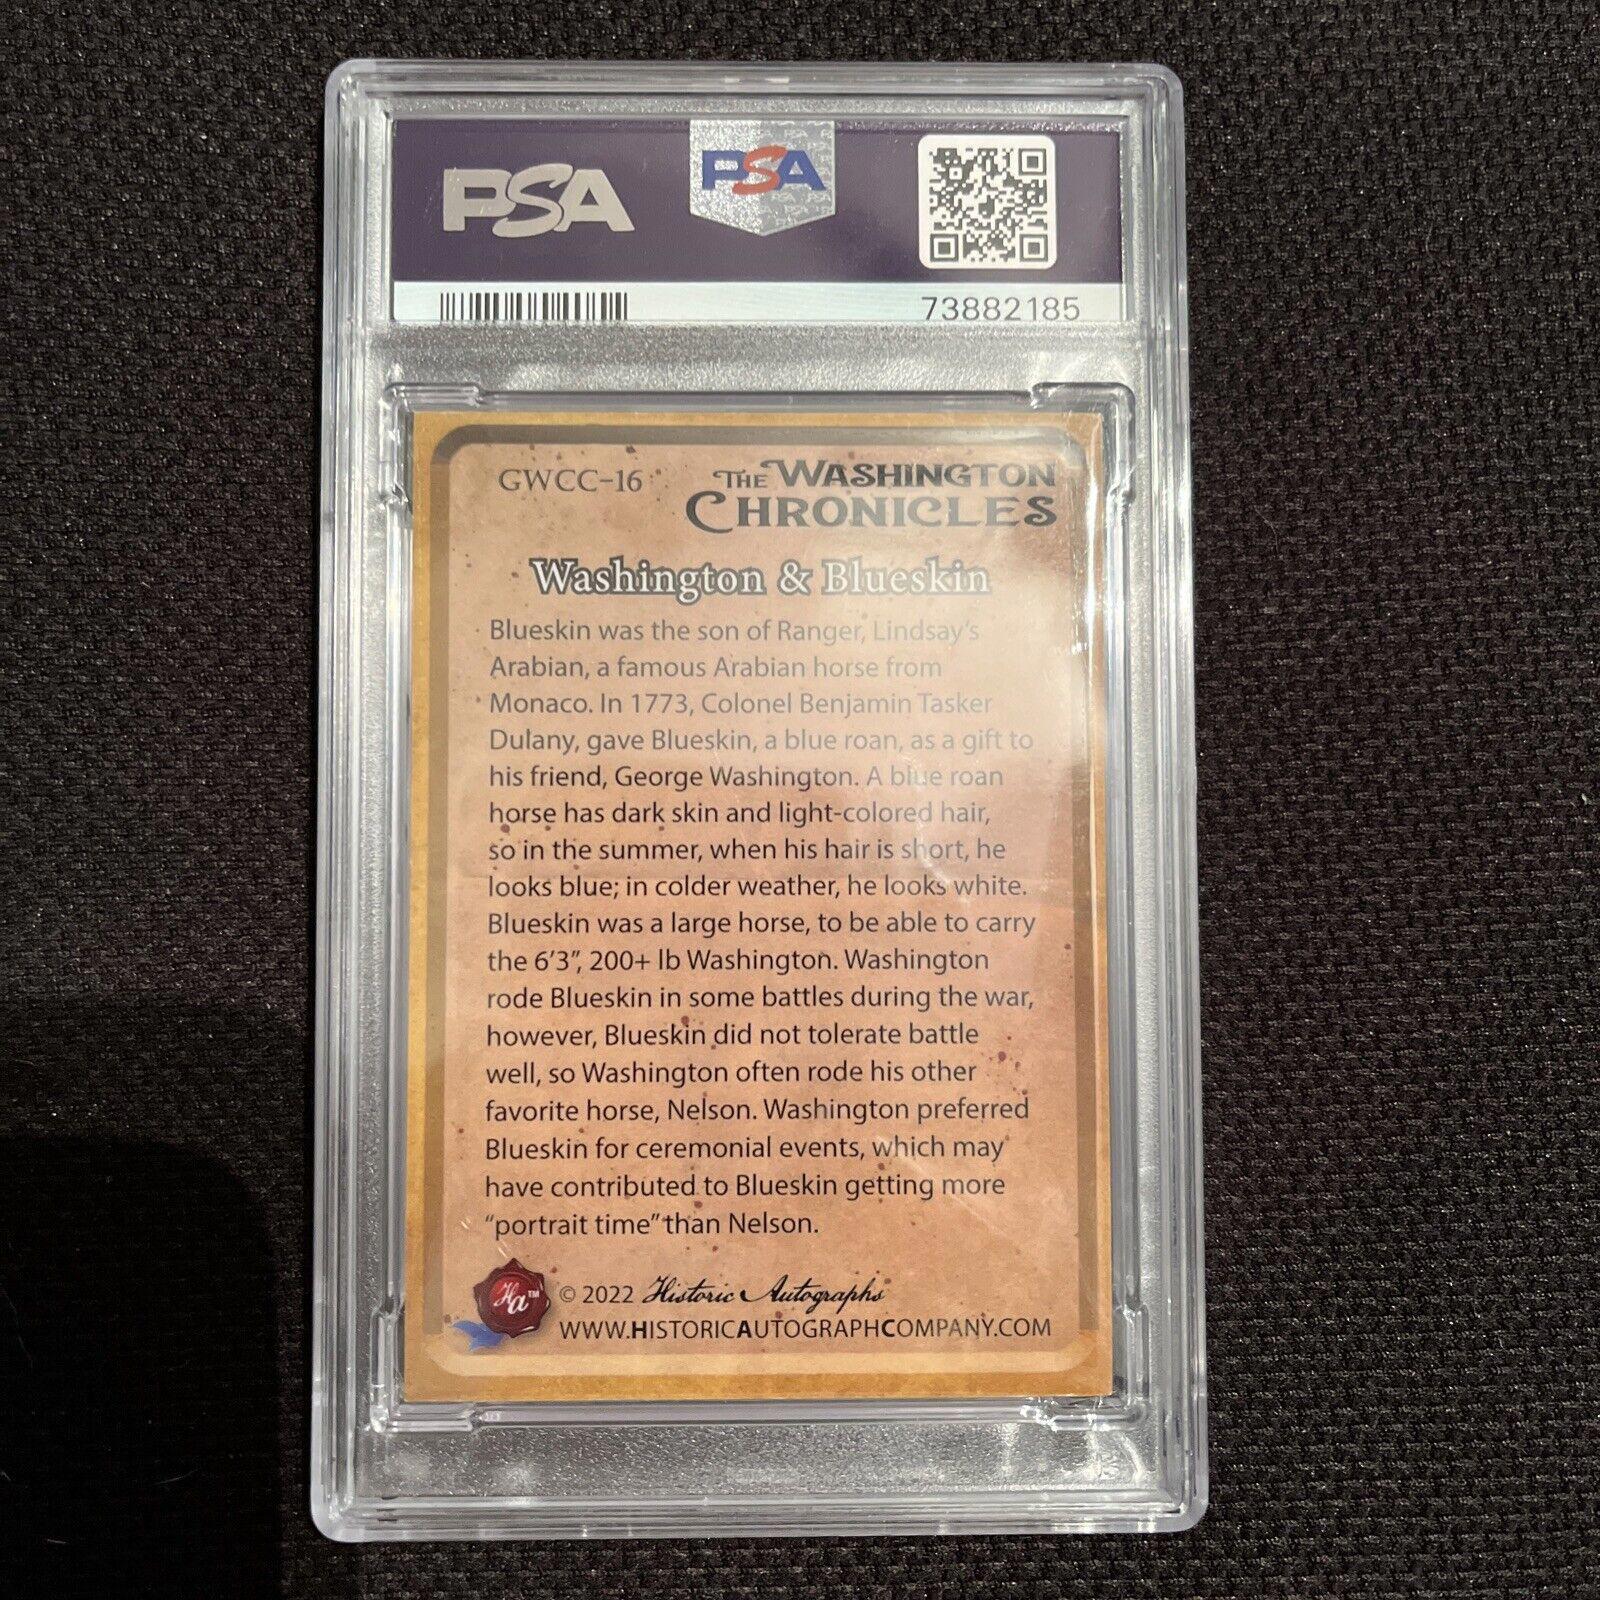 PSA
PSA
73882185
GWCC-16
THE WASHINGTON
CHRONICLES
Washington & Blueskin
Blueskin was the son of Ranger, Lindsay's
Arabian, a famous Arabian horse from
Monaco. In 1773, Colonel Benjamin Tasker
Dulany, gave Blueskin, a blue roan, as a gift to
his friend, George Washington. A blue roan
horse has dark skin and light-colored hair,
so in the summer, when his hair is short, he
looks blue; in colder weather, he looks white.
Blueskin was a large horse, to be able to carry
the 6'3", 200+ lb Washington. Washington
rode Blueskin in some battles during the war,
however, Blueskin did not tolerate battle
well, so Washington often rode his other
favorite horse, Nelson. Washington preferred
Blueskin for ceremonial events, which may
have contributed to Blueskin getting more
“portrait time” than Nelson.
Ha™ © 2022 Historic Autographs
WWW.HISTORICAUTOGRAPHCOMPANY.COM